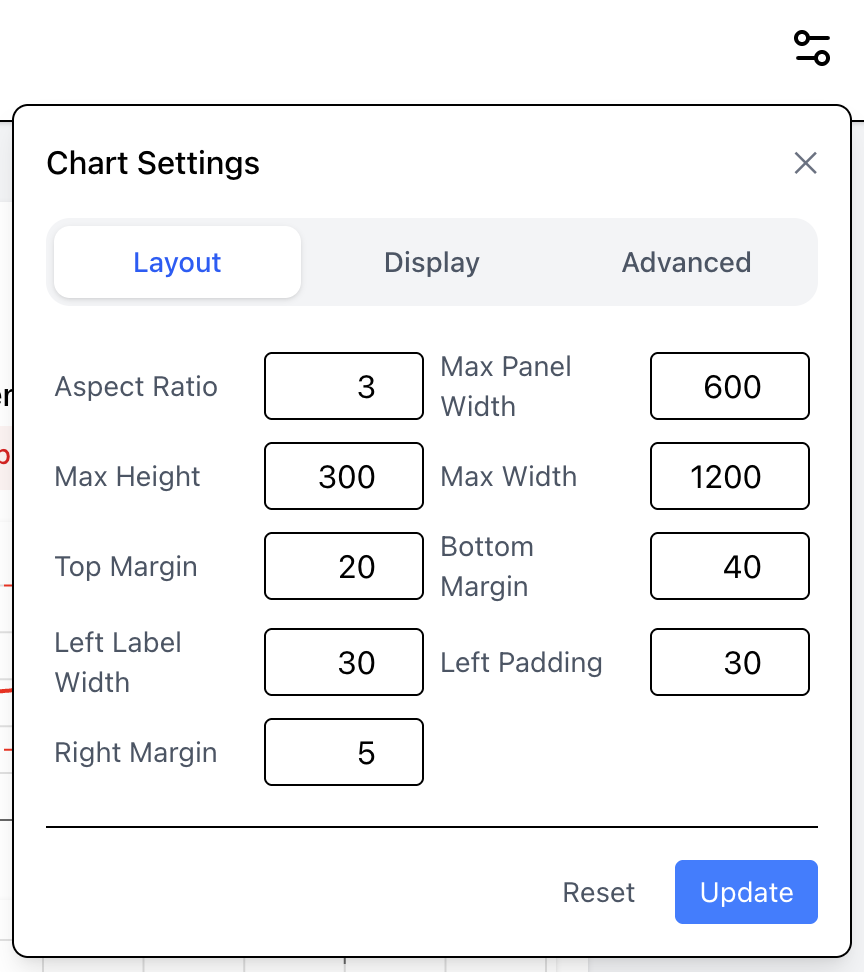 Chart Settings
Layout Display Advanced
Aspect Ratio 3 Max Panel Width 600
Max Height 300 Max Width 1200
Top Margin 20 Bottom Margin 40
Left Label Width 30 Left Padding 30
Right Margin 5
Reset Update